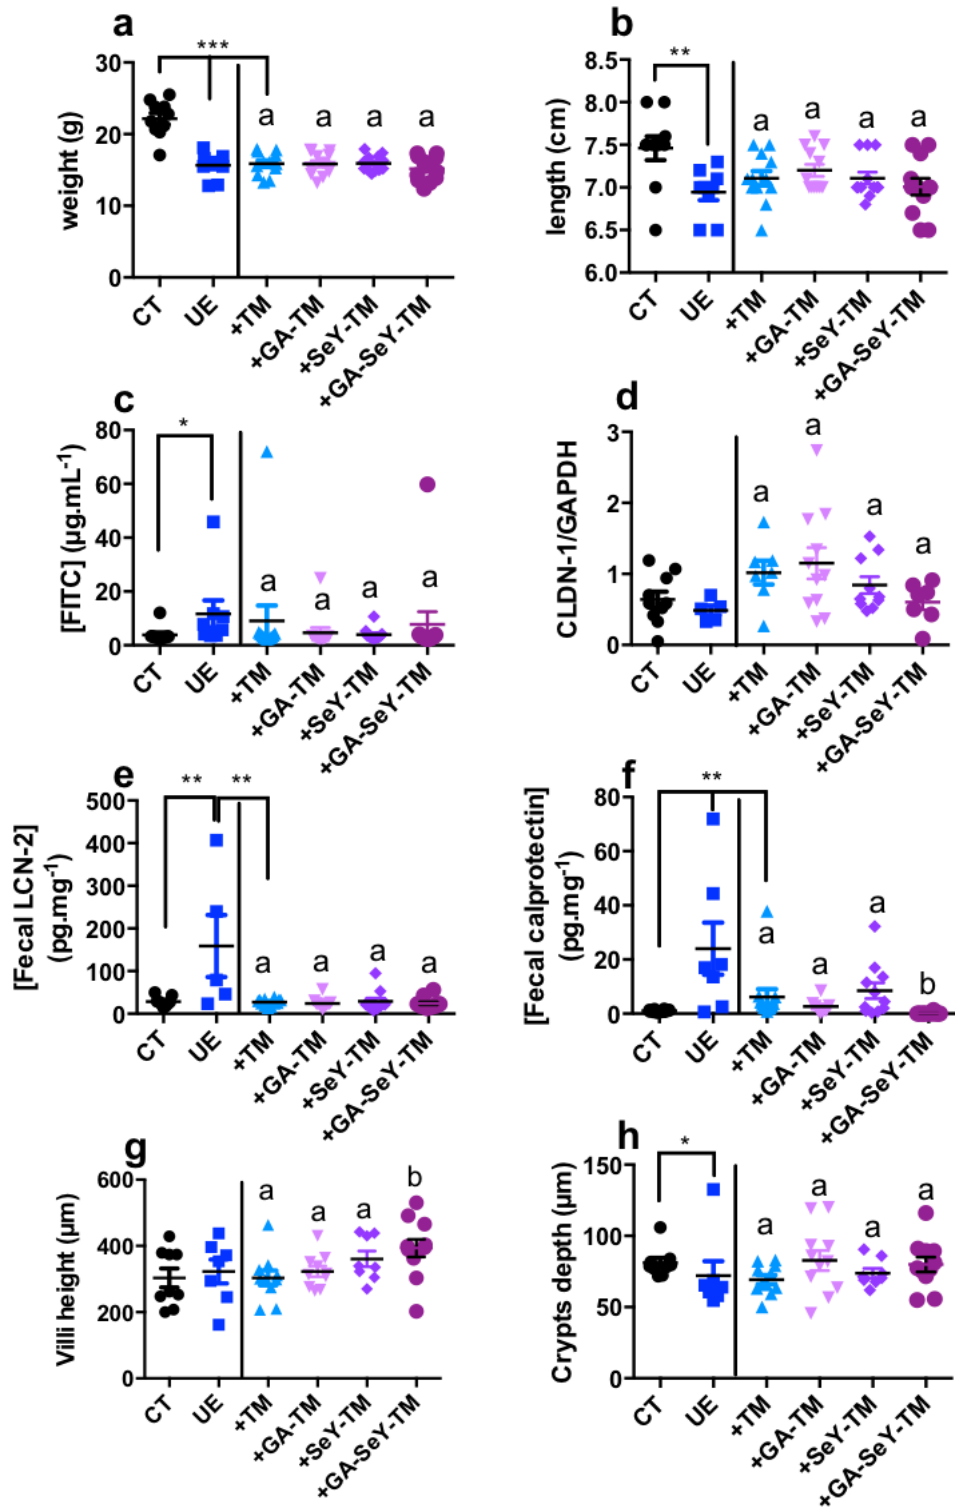 a
weight (g)
30
20
10
0
***
a
a
a
a
CT
UE
+TM
+GA-TM
+SeY-TM
+GA-SeY-TM
b
length (cm)
8.5
8.0
7.5
7.0
6.5
6.0
**
a
a
a
a
CT
UE
+TM
+GA-TM
+SeY-TM
+GA-SeY-TM
c
[FITC] (µg.mL⁻¹)
80
60
40
20
0
*
a
a
a
a
CT
UE
+TM
+GA-TM
+SeY-TM
+GA-SeY-TM
d
CLDN-1/GAPDH
3
2
1
0
a
a
a
a
CT
UE
+TM
+GA-TM
+SeY-TM
+GA-SeY-TM
e
[Fecal LCN-2]
(pg.mg⁻¹)
500
400
300
200
100
0
**
**
a
a
a
a
CT
UE
+TM
+GA-TM
+SeY-TM
+GA-SeY-TM
f
[Fecal calprotectin]
(pg.mg⁻¹)
80
60
40
20
0
**
a
a
a
b
CT
UE
+TM
+GA-TM
+SeY-TM
+GA-SeY-TM
g
Villi height (µm)
600
400
200
0
a
a
a
b
CT
UE
+TM
+GA-TM
+SeY-TM
+GA-SeY-TM
h
Crypts depth (µm)
150
100
50
0
*
a
a
a
a
CT
UE
+TM
+GA-TM
+SeY-TM
+GA-SeY-TM